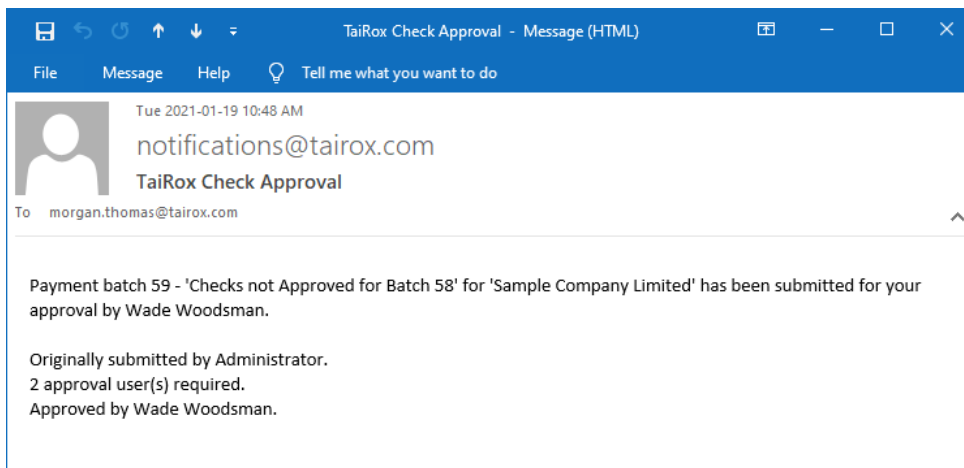 TaiRox Check Approval - Message (HTML)
File Message Help Tell me what you want to do
Tue 2021-01-19 10:48 AM
notifications@tairox.com
TaiRox Check Approval
To morgan.thomas@tairox.com
Payment batch 59 - 'Checks not Approved for Batch 58' for 'Sample Company Limited' has been submitted for your
approval by Wade Woodsman.
Originally submitted by Administrator.
2 approval user(s) required.
Approved by Wade Woodsman.